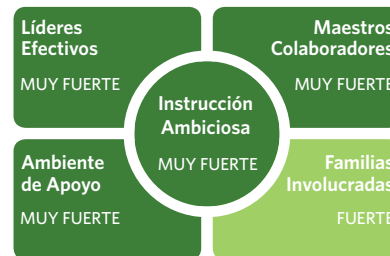 Líderes
Efectivos
MUY FUERTE
Maestros
Colaboradores
MUY FUERTE
Instrucción
Ambiciosa
MUY FUERTE
Ambiente
de Apoyo
MUY FUERTE
Familias
Involucradas
FUERTE